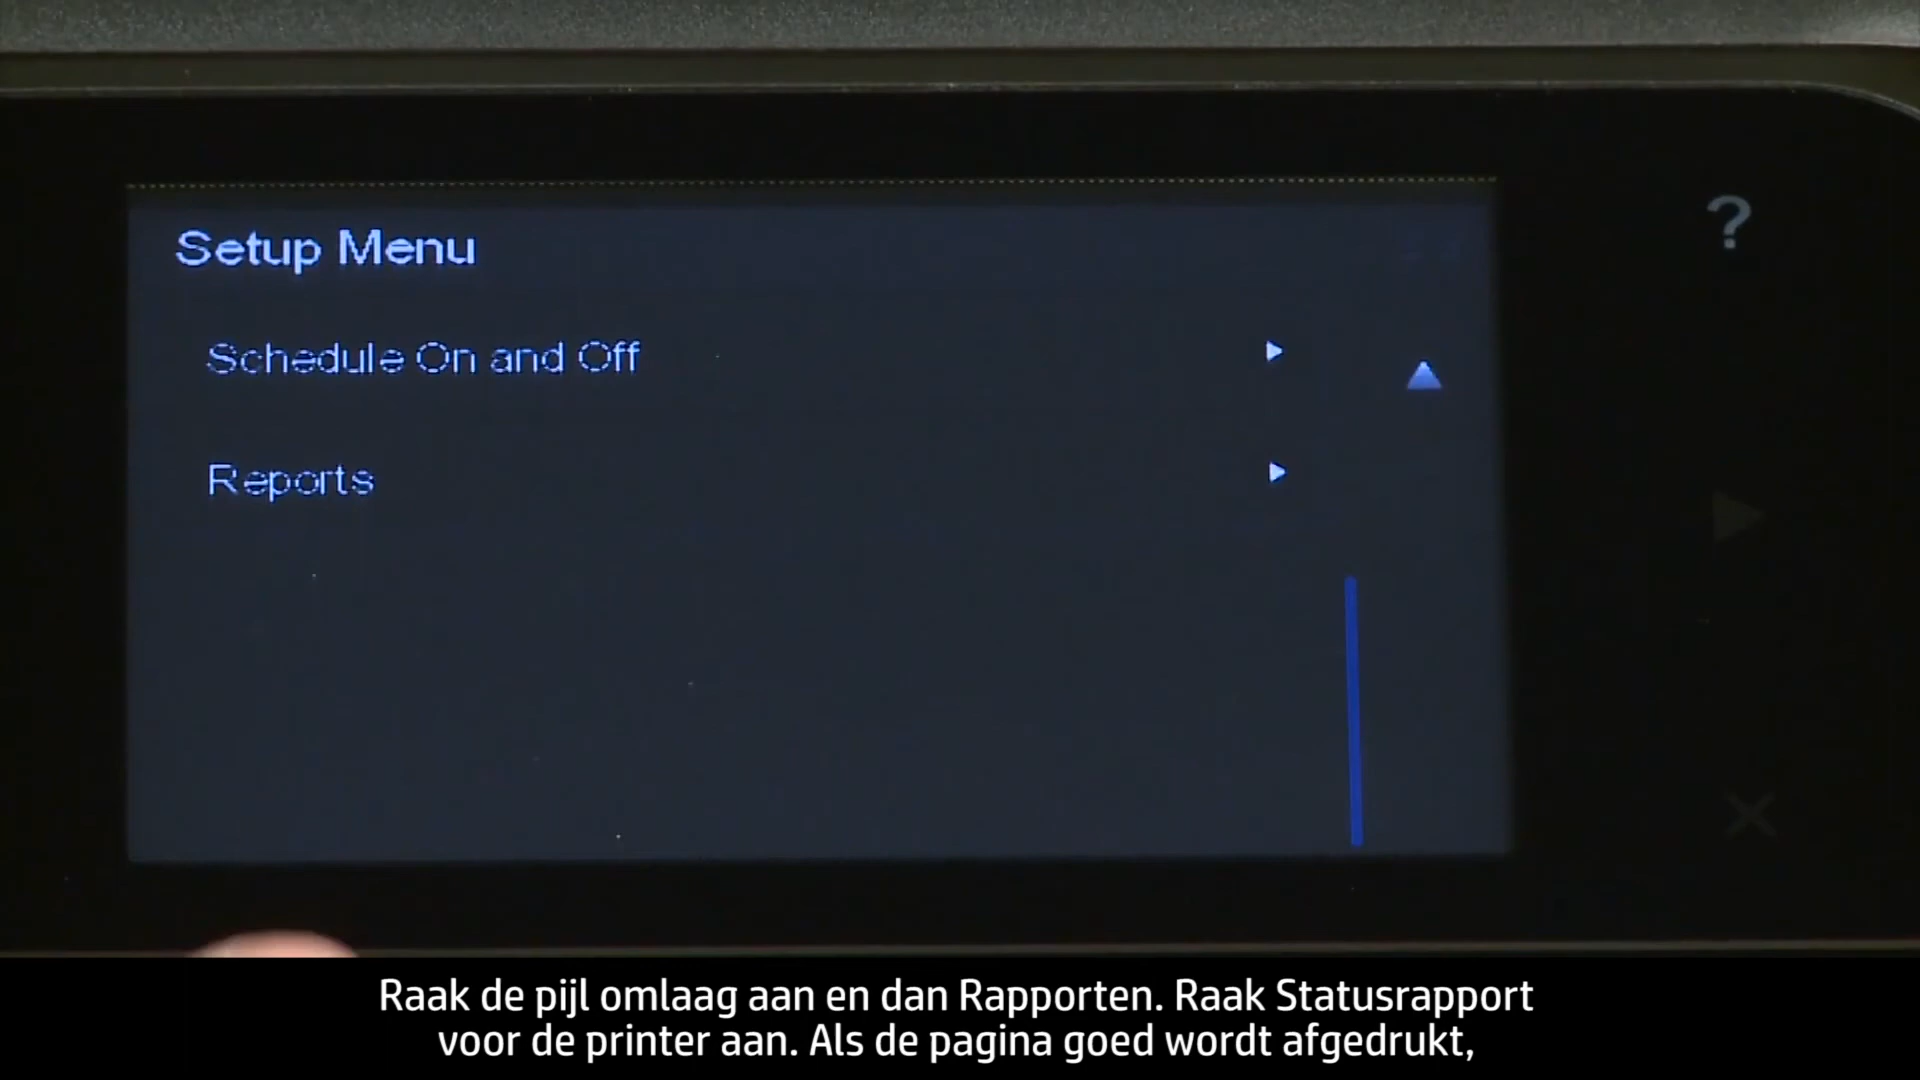 Setup Menu
Schedule On and Off
Reports
?
Raak de pijl omlaag aan en dan Rapporten. Raak Statusrapport
voor de printer aan. Als de pagina goed wordt afgedrukt,